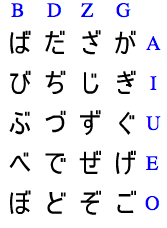 B D Z G
ば だ ざ が A
び ぢ じ ぎ I
ぶ づ ず ぐ U
べ で ぜ げ E
ぼ ど ぞ ご O